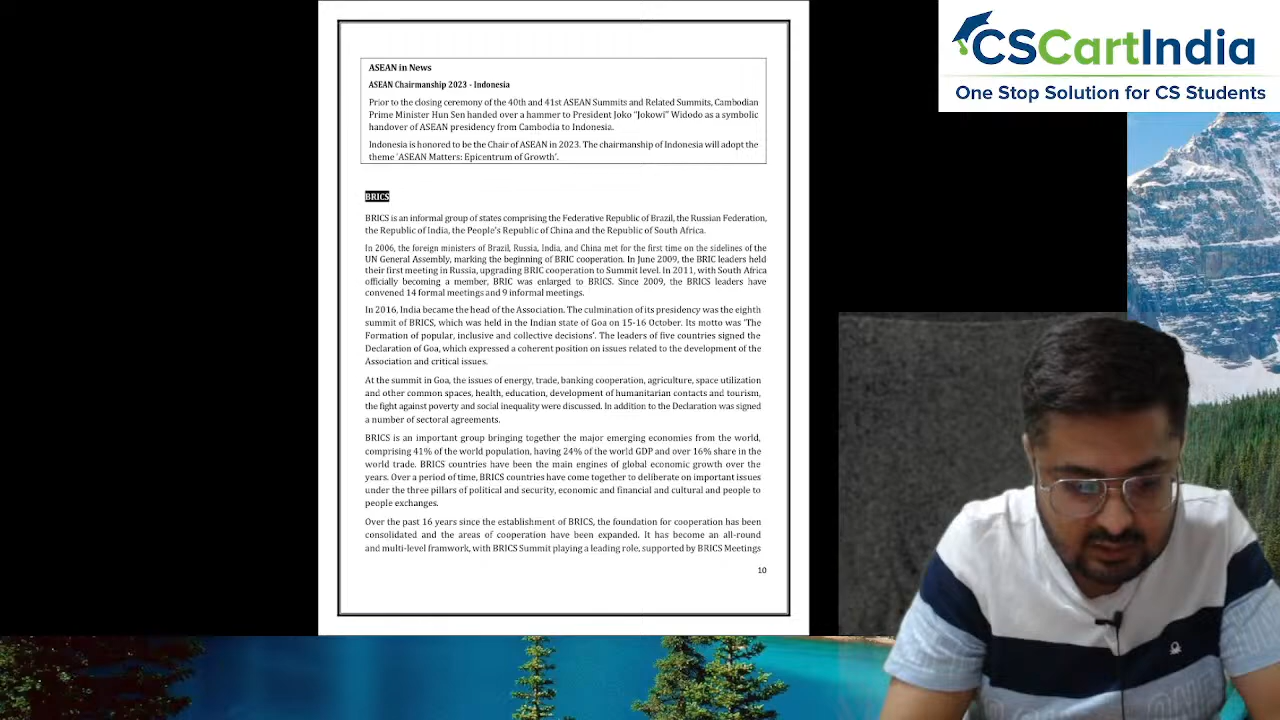 CSCartIndia
One Stop Solution for CS Students
ASEAN in News
ASEAN Chairmanship 2023 - Indonesia
Prior to the closing ceremony of the 40th and 41st ASEAN Summits and Related Summits, Cambodian
Prime Minister Hun Sen handed over a hammer to President Joko "Jokowi" Widodo as a symbolic
handover of ASEAN presidency from Cambodia to Indonesia.
Indonesia is honored to be the Chair of ASEAN in 2023. The chairmanship of Indonesia will adopt the
theme 'ASEAN Matters: Epicentrum of Growth'.
BRICS
BRICS is an informal group of states comprising the Federative Republic of Brazil, the Russian Federation,
the Republic of India, the People's Republic of China and the Republic of South Africa.
In 2006, the foreign ministers of Brazil, Russia, India, and China met for the first time on the sidelines of the
UN General Assembly, marking the beginning of BRIC cooperation. In June 2009, the BRIC leaders held
their first meeting in Russia, upgrading BRIC cooperation to Summit level. In 2011, with South Africa
officially becoming a member, BRIC was enlarged to BRICS. Since 2009, the BRICS leaders have
convened 14 formal meetings and 9 informal meetings.
In 2016, India became the head of the Association. The culmination of its presidency was the eighth
summit of BRICS, which was held in the Indian state of Goa on 15-16 October. Its motto was 'The
Formation of popular, inclusive and collective decisions'. The leaders of five countries signed the
Declaration of Goa, which expressed a coherent position on issues related to the development of the
Association and critical issues.
At the summit in Goa, the issues of energy, trade, banking cooperation, agriculture, space utilization
and other common spaces, health, education, development of humanitarian contacts and tourism,
the fight against poverty and social inequality were discussed. In addition to the Declaration was signed
a number of sectoral agreements.
BRICS is an important group bringing together the major emerging economies from the world,
comprising 41% of the world population, having 24% of the world GDP and over 16% share in the
world trade. BRICS countries have been the main engines of global economic growth over the
years. Over a period of time, BRICS countries have come together to deliberate on important issues
under the three pillars of political and security, economic and financial and cultural and people to
people exchanges.
Over the past 16 years since the establishment of BRICS, the foundation for cooperation has been
consolidated and the areas of cooperation have been expanded. It has become an all-round
and multi-level framwork, with BRICS Summit playing a leading role, supported by BRICS Meetings
10